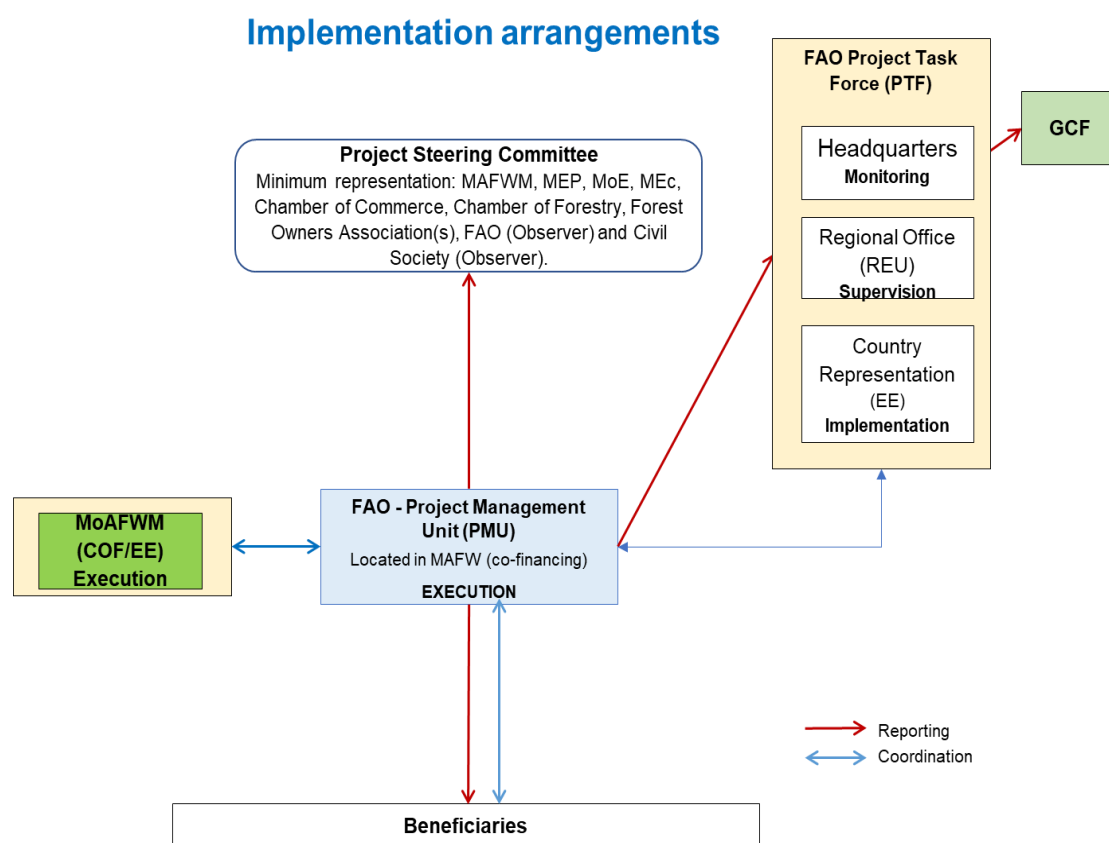 Implementation arrangements
FAO Project Task
Force (PTF)
Headquarters
Monitoring
Regional Office
(REU)
Supervision
Country
Representation
(EE)
Implementation
GCF
Project Steering Committee
Minimum representation: MAFWM, MEP, MoE, MEc,
Chamber of Commerce, Chamber of Forestry, Forest
Owners Association(s), FAO (Observer) and Civil
Society (Observer).
MoAFWM
(COF/EE)
Execution
FAO - Project Management
Unit (PMU)
Located in MAFW (co-financing)
EXECUTION
Reporting
Coordination
Beneficiaries